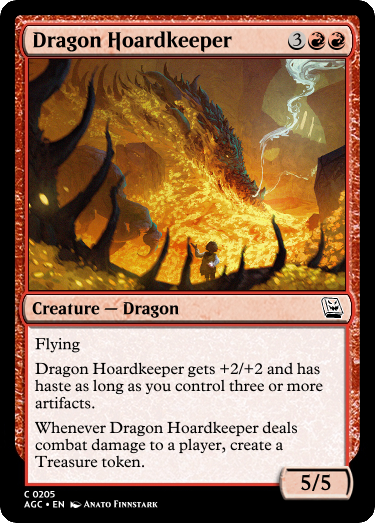 Dragon Hoardkeeper 3
Creature — Dragon
Flying
Dragon Hoardkeeper gets +2/+2 and has
haste as long as you control three or more
artifacts.
Whenever Dragon Hoardkeeper deals
combat damage to a player, create a
Treasure token.
5/5
C 0205
AGC • EN Anato Finnstark